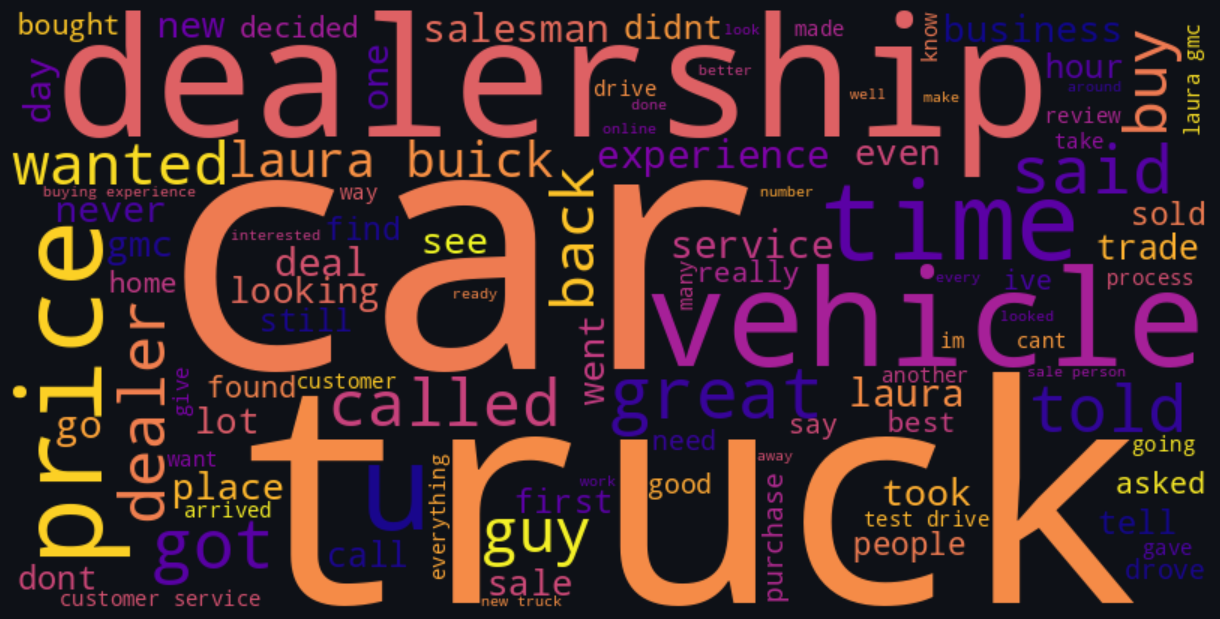 bought
new
decided
salesman
didnt
look
made
know
business
laura gmc
day
dealership
one
better
drive
done
online
well
make
hour
around
buy
review
take
wanted
laura buick
experience
even
said
buying experience
way
number
never
car
back
time
sold
gmc
interested
find
see
service
trade
home
deal
really
many
every
ive
process
looking
ready
vehicle
looked
still
im
cant
price
dealer
give
found
customer
called
went
great
another
sale person
laura
told
go
lot
say
best
need
going
want
truck
away
place
u
everything
work
good
took
asked
arrived
first
purchase
test drive
tell
got
call
guy
people
gave
drove
dont
sale
customer service
new truck